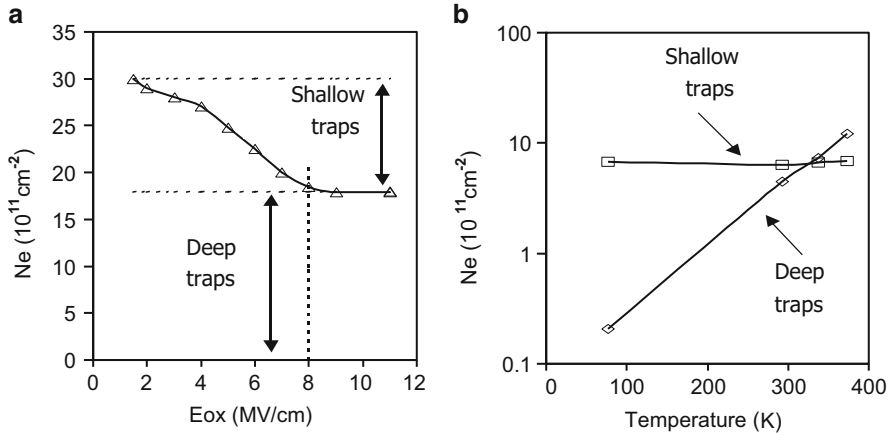 a
35
30
25
20
15
10
5
0
Ne (10¹¹cm⁻²)
0
2
4
6
8
10
12
Eox (MV/cm)
Shallow
traps
Deep
traps
b
100
10
1
0.1
Ne (10 ¹¹cm⁻²)
0
100
200
300
400
Temperature (K)
Shallow
traps
Deep
traps